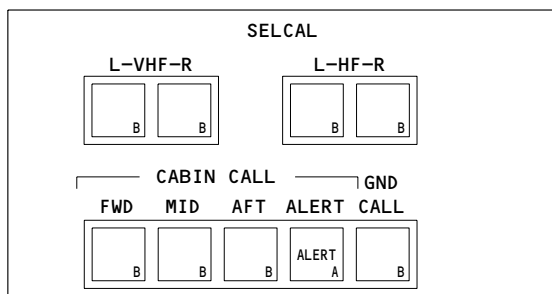 SELCAL
L-VHF-R L-HF-R
B B B B
CABIN CALL GND
FWD MID AFT ALERT CALL
ALERT
B B B A B